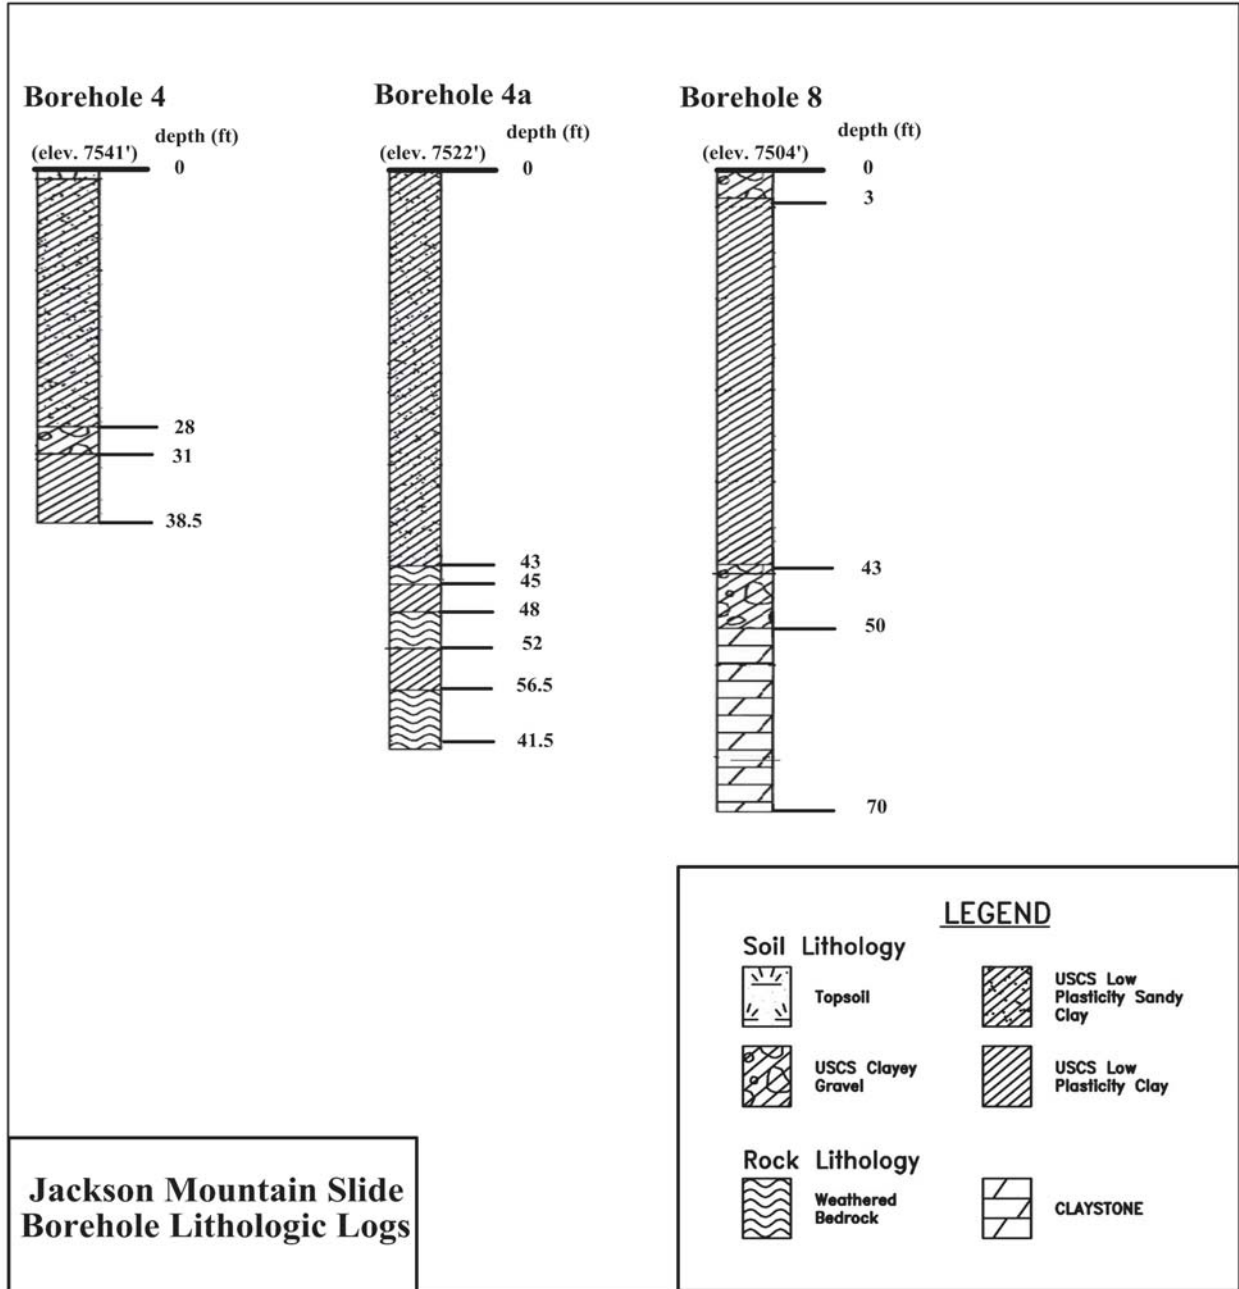 Borehole 4
depth (ft)
(elev. 7541')
0
28
31
38.5
Borehole 4a
depth (ft)
(elev. 7522')
0
43
45
48
52
56.5
41.5
Borehole 8
depth (ft)
(elev. 7504')
0
3
43
50
70
LEGEND
Soil Lithology
Topsoil
USCS Low
Plasticity Sandy
Clay
USCS Clayey
Gravel
USCS Low
Plasticity Clay
Rock Lithology
Weathered
Bedrock
CLAYSTONE
Jackson Mountain Slide
Borehole Lithologic Logs